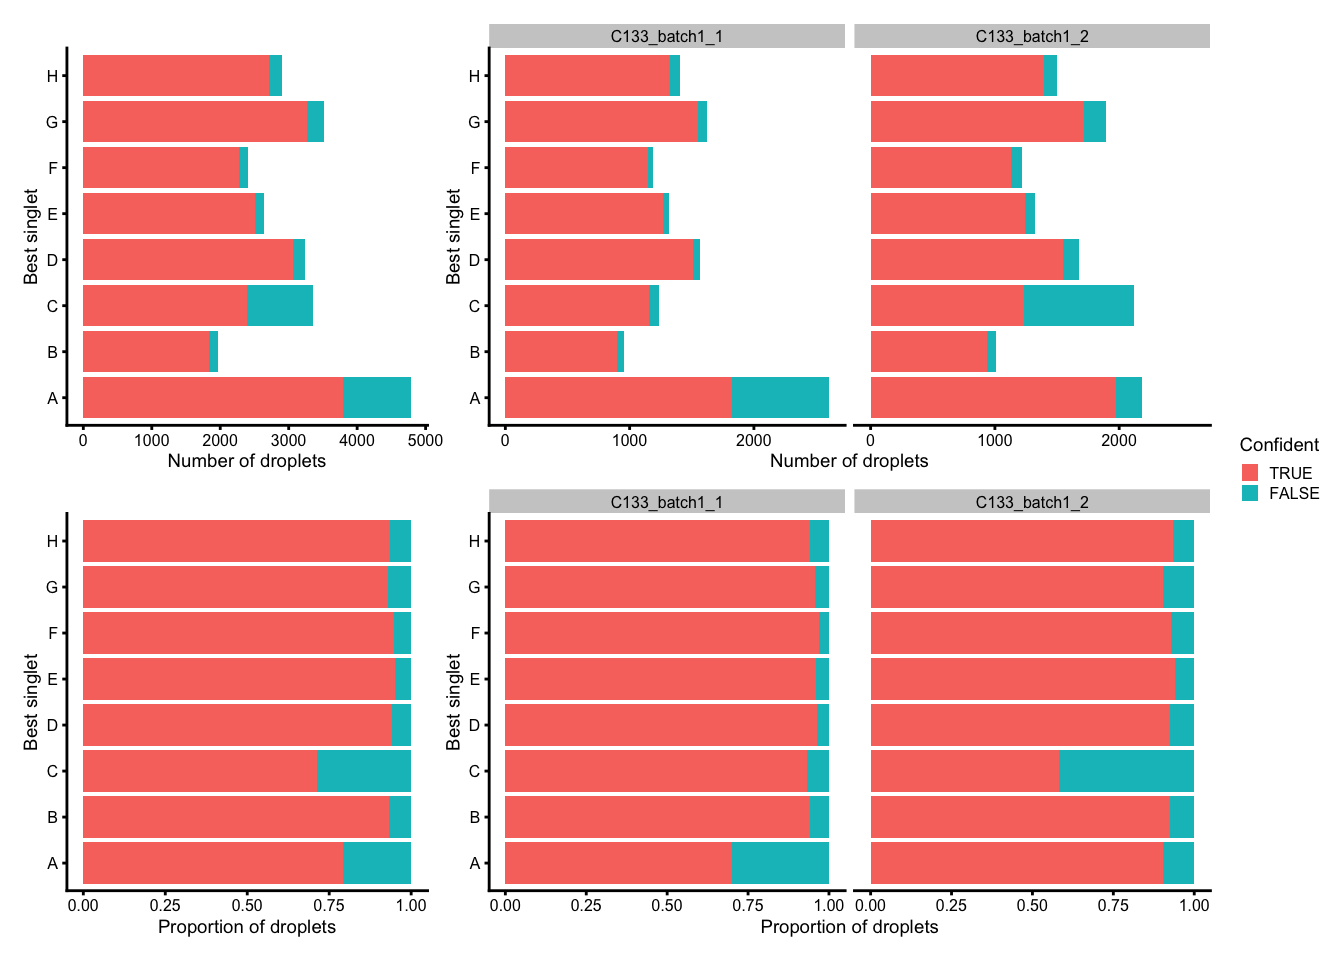 C133_batch1_1
C133_batch1_2
Best singlet
H
G
F
E
D
C
B
A
0
1000
2000
3000
4000
5000
Number of droplets
Best singlet
H
G
F
E
D
C
B
A
0
1000
2000
0
1000
2000
Number of droplets
Confident
TRUE
FALSE
C133_batch1_1
C133_batch1_2
Best singlet
H
G
F
E
D
C
B
A
0.00
0.25
0.50
0.75
1.00
Proportion of droplets
Best singlet
H
G
F
E
D
C
B
A
0.00
0.25
0.50
0.75
1.00
0.00
0.25
0.50
0.75
1.00
Proportion of droplets